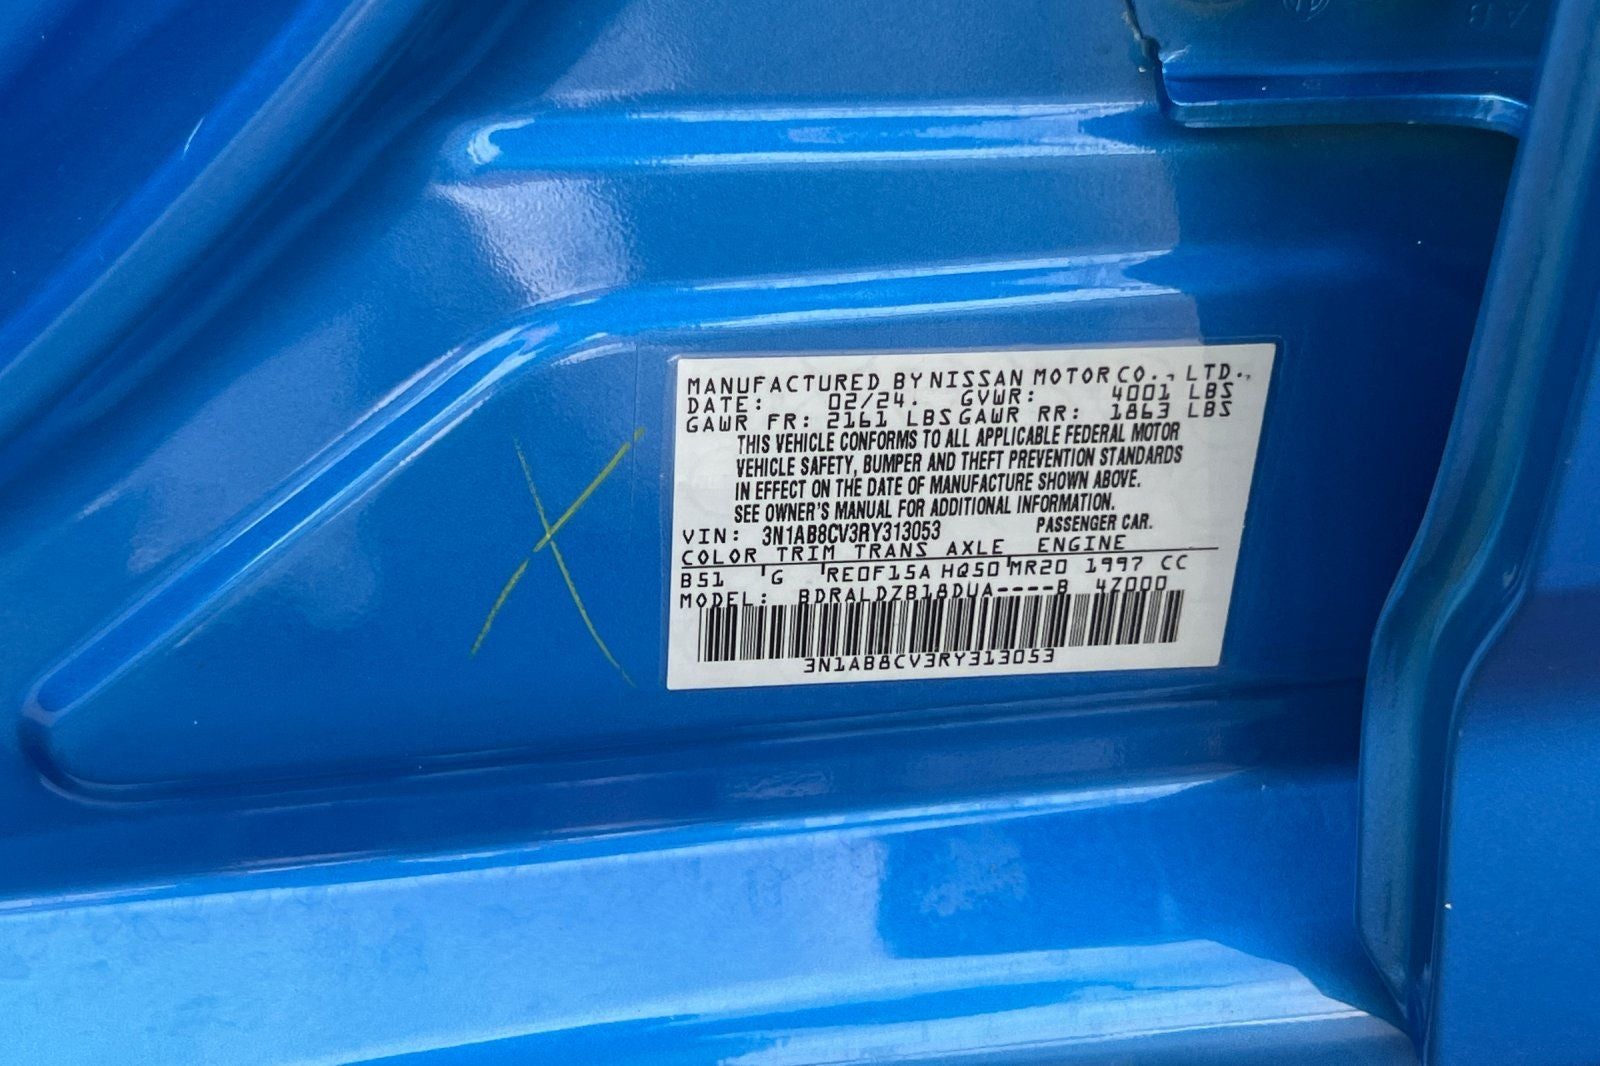 MANUFACTURED BY NISSAN MOTOR CO., LTD.,
DATE: 02/24. GVWR: 4001 LBS
GAWR FR: 2161 LBS GAWR RR: 1863 LBS
THIS VEHICLE CONFORMS TO ALL APPLICABLE FEDERAL MOTOR
VEHICLE SAFETY, BUMPER AND THEFT PREVENTION STANDARDS
IN EFFECT ON THE DATE OF MANUFACTURE SHOWN ABOVE.
SEE OWNER'S MANUAL FOR ADDITIONAL INFORMATION.
VIN: 3N1AB8CV3RY313053 PASSENGER CAR.
COLOR TRIM TRANS AXLE ENGINE
B51 G RE0F15A HQ50 MR20 1997 CC
MODEL: BDRALDZB18DUA----B 4Z000
3N1AB8CV3RY313053